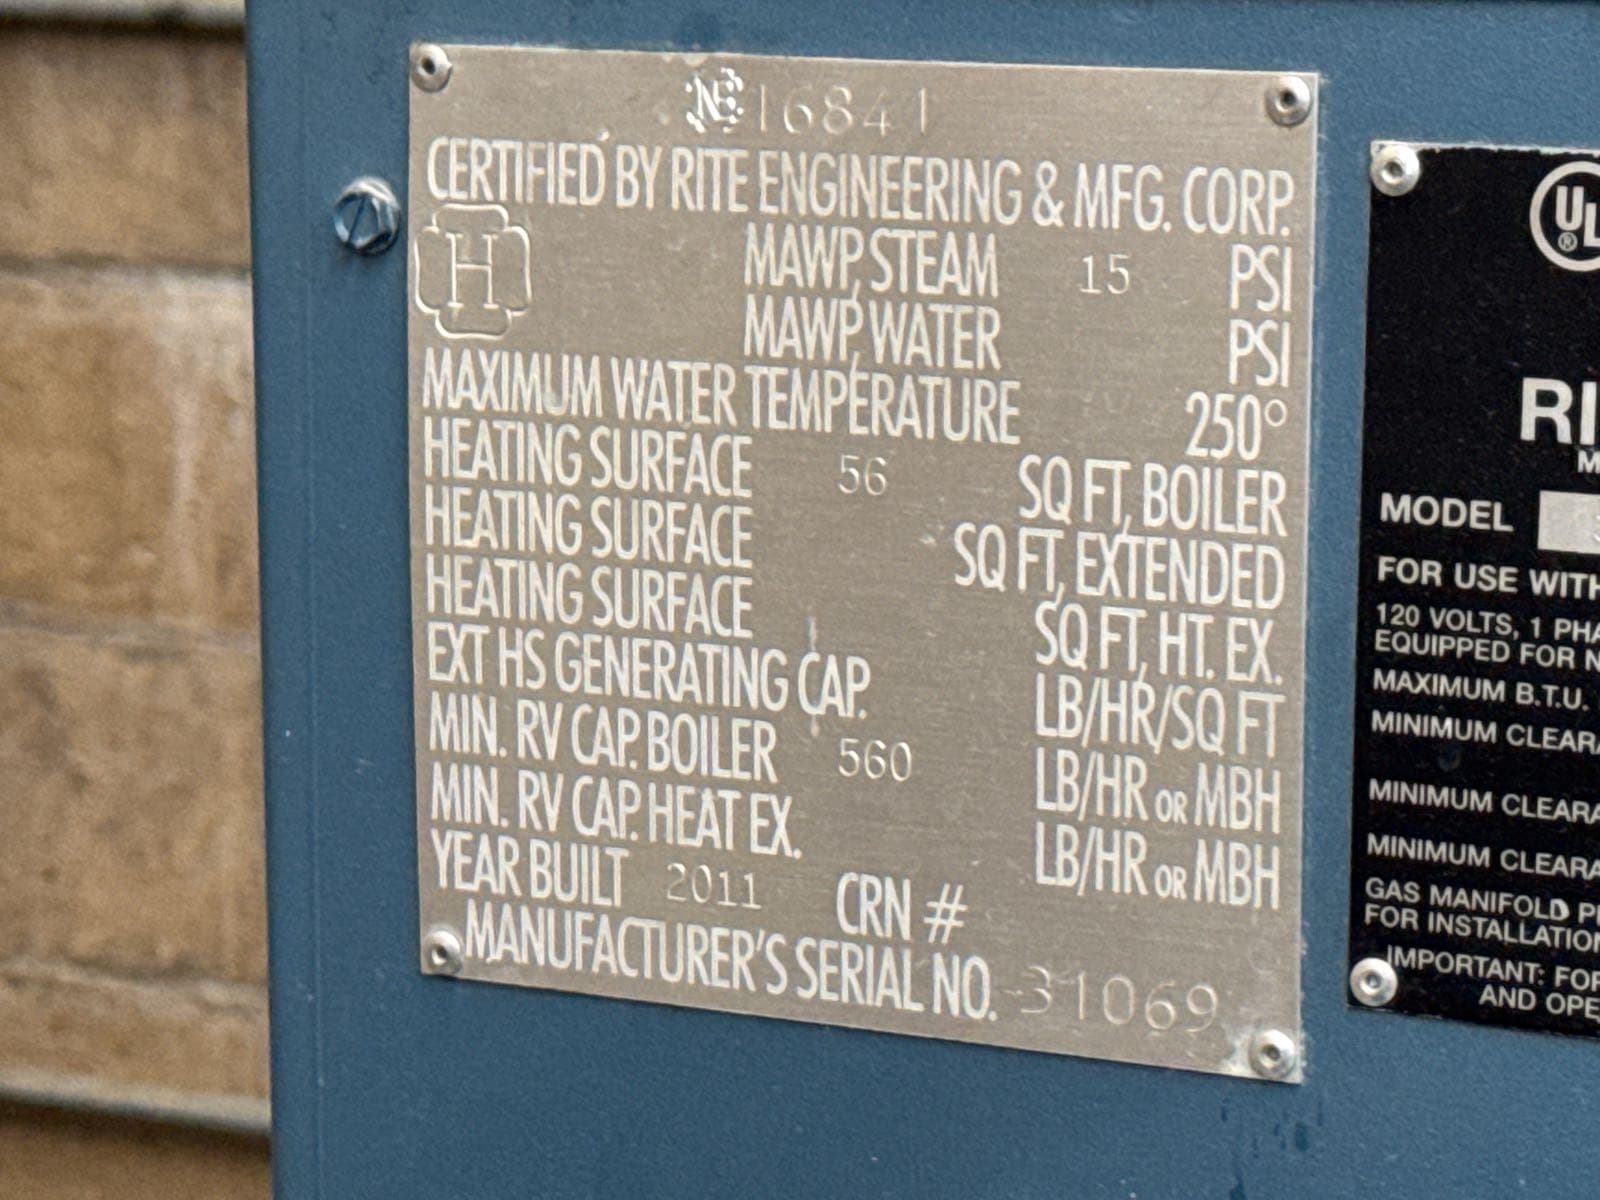 NB 16841
CERTIFIED BY RITE ENGINEERING & MFG. CORP.
H
MAWP, STEAM 15 PSI
MAWP, WATER PSI
MAXIMUM WATER TEMPERATURE 250°
HEATING SURFACE 56 SQ FT, BOILER
HEATING SURFACE SQ FT, EXTENDED
HEATING SURFACE SQ FT, HT. EX.
EXT HS GENERATING CAP. LB/HR/SQ FT
MIN. RV CAP. BOILER 560 LB/HR OR MBH
MIN. RV CAP. HEAT EX. LB/HR OR MBH
YEAR BUILT 2011 CRN #
MANUFACTURER'S SERIAL NO. 31069
UL
®
RI
M
MODEL
FOR USE WITH
120 VOLTS, 1 PHA
EQUIPPED FOR N
MAXIMUM B.T.U.
MINIMUM CLEARA
MINIMUM CLEARA
MINIMUM CLEARA
GAS MANIFOLD P
FOR INSTALLATION
IMPORTANT: FOR
AND OPE